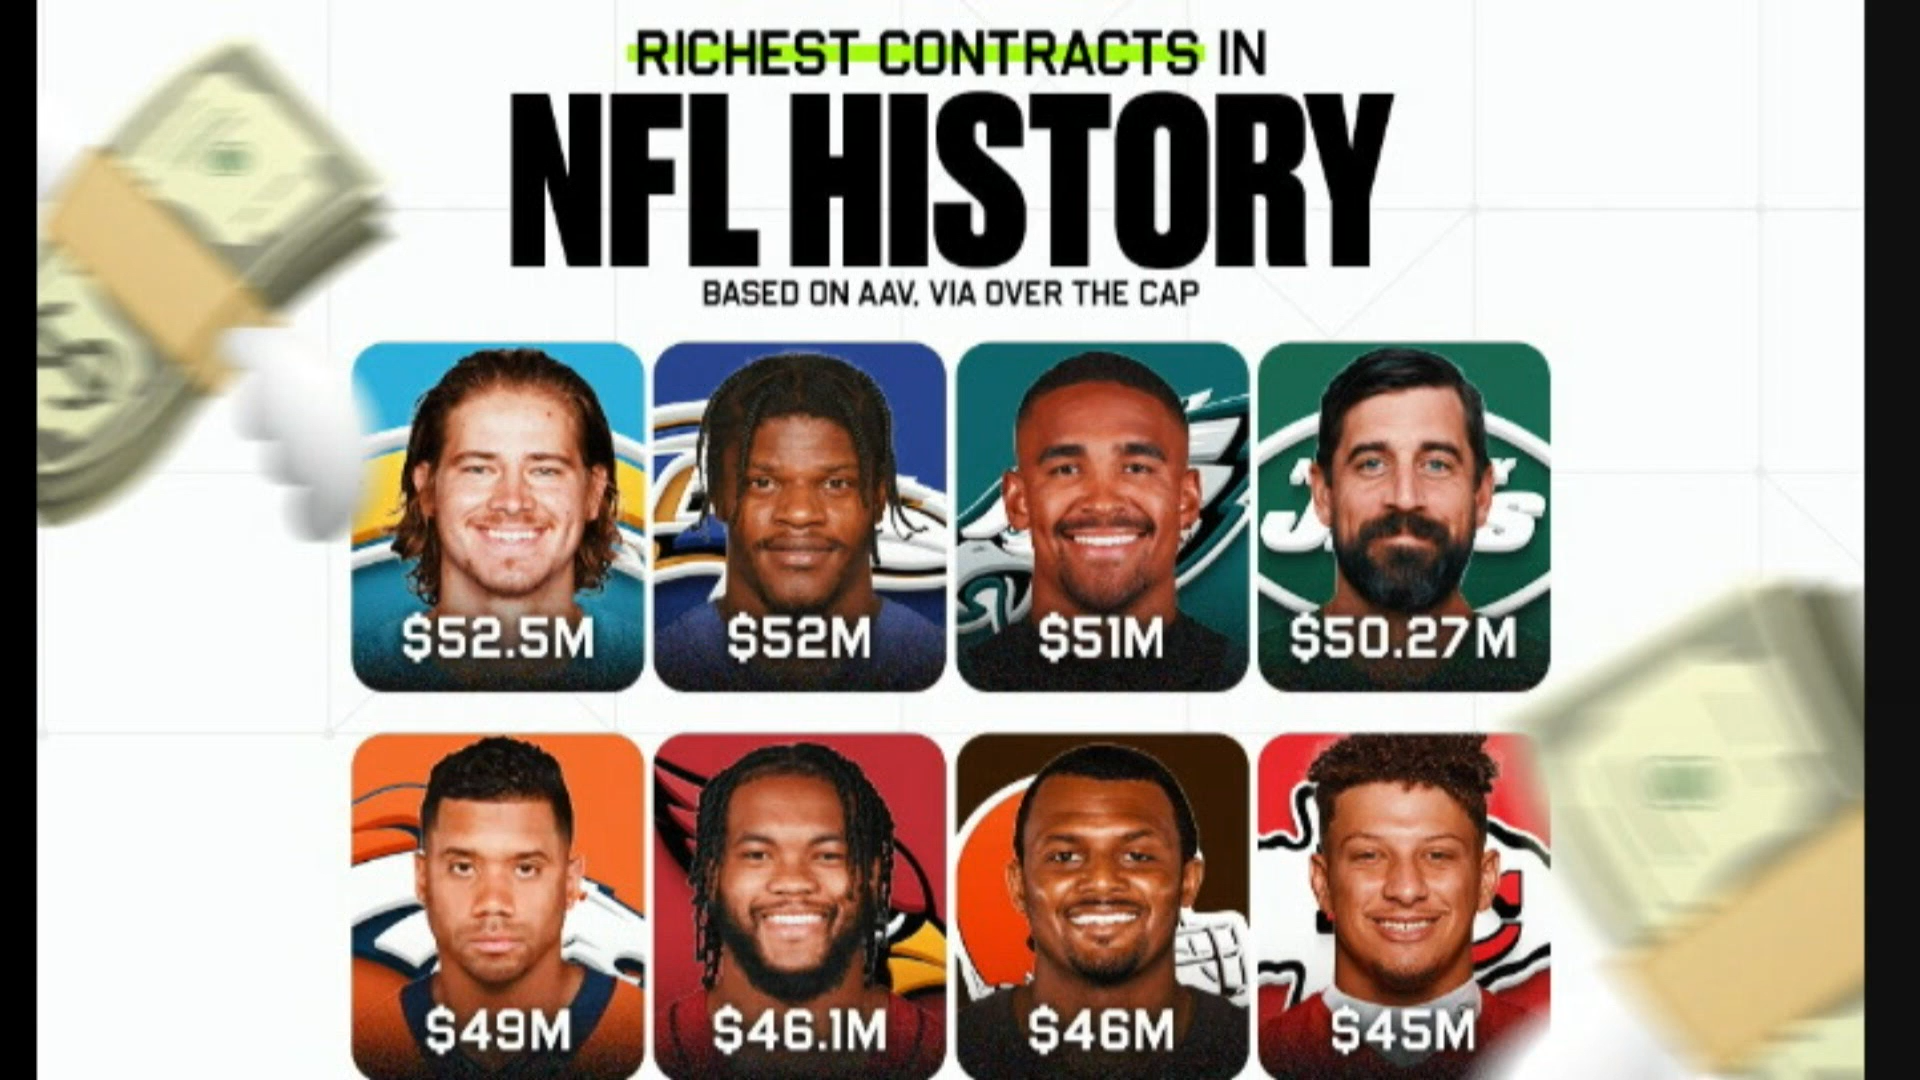 RICHEST CONTRACTS IN
NFL HISTORY
BASED ON AAV, VIA OVER THE CAP
$52.5M
$52M
$51M
$50.27M
$49M
$46.1M
$46M
$45M